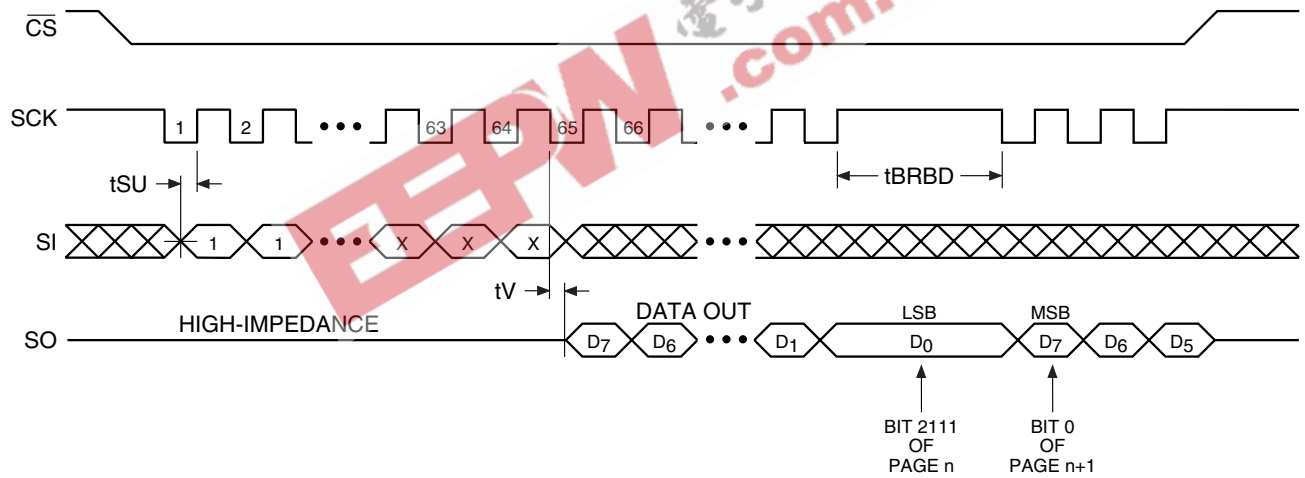 CS
SCK
1 2 ••• 63 64 65 66 •••
tSU
tBRBD
SI
1 1 ••• X X X •••
tV
HIGH-IMPEDANCE
DATA OUT
LSB
MSB
SO
D7 D6 ••• D1 D0 D7 D6 D5
BIT 2111
OF
PAGE n
BIT 0
OF
PAGE n+1
EEPW
.com.